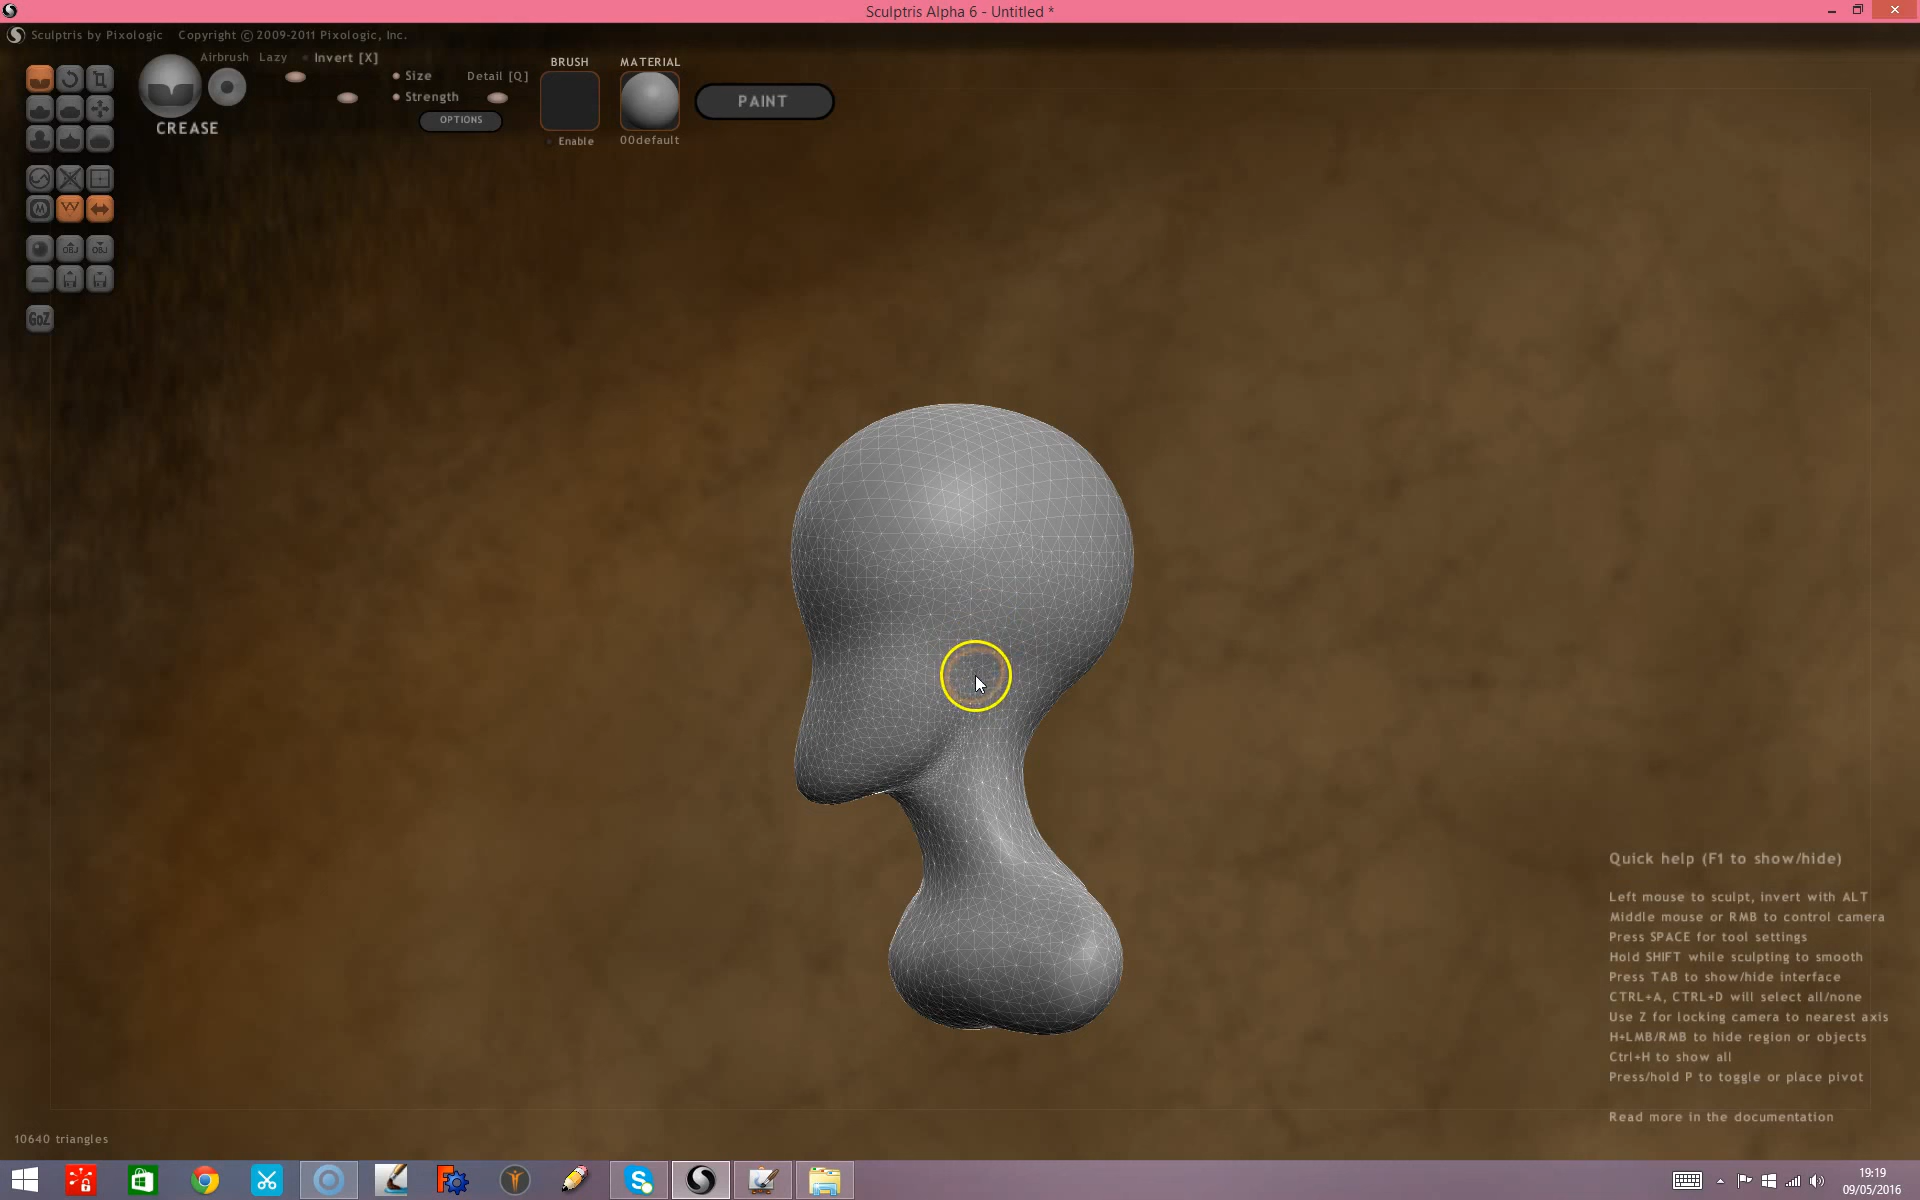 Sculptris Alpha 6 - Untitled *
Sculptris by Pixologic Copyright © 2009-2011 Pixologic, Inc.
Airbrush Lazy Invert [X]
Size Detail [Q]
Strength
OPTIONS
CREASE
BRUSH
Enable
MATERIAL
00default
PAINT
OBJ OBJ
GoZ
Quick help (F1 to show/hide)
Left mouse to sculpt, invert with ALT
Middle mouse or RMB to control camera
Press SPACE for tool settings
Hold SHIFT while sculpting to smooth
Press TAB to show/hide interface
CTRL+A, CTRL+D will select all/none
Use Z for locking camera to nearest axis
H+LMB/RMB to hide region or objects
Ctrl+H to show all
Press/hold P to toggle or place pivot
Read more in the documentation
10640 triangles
19:19
09/05/2016